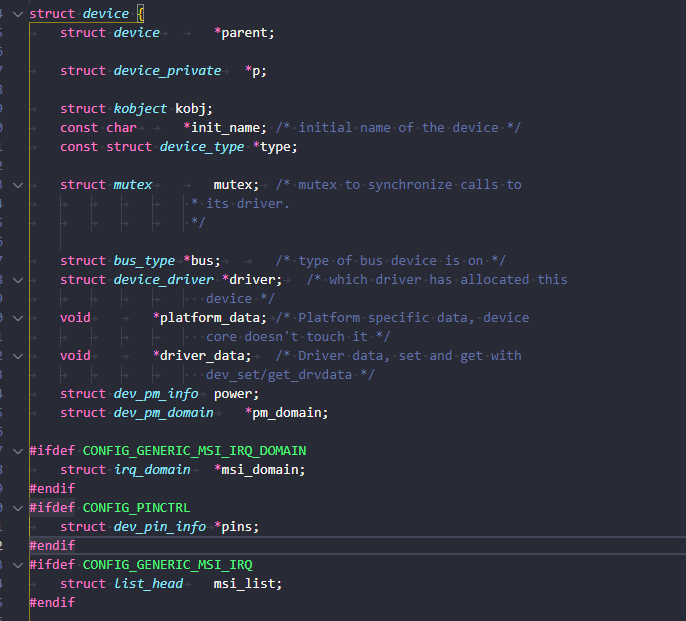 struct device {
struct device *parent;
struct device_private *p;
struct kobject kobj;
const char *init_name; /* initial name of the device */
const struct device_type *type;
struct mutex mutex; /* mutex to synchronize calls to
* its driver.
*/
struct bus_type *bus; /* type of bus device is on */
struct device_driver *driver; /* which driver has allocated this
device */
void *platform_data; /* Platform specific data, device
core doesn't touch it */
void *driver_data; /* Driver data, set and get with
dev_set/get_drvdata */
struct dev_pm_info power;
struct dev_pm_domain *pm_domain;
#ifdef CONFIG_GENERIC_MSI_IRQ_DOMAIN
struct irq_domain *msi_domain;
#endif
#ifdef CONFIG_PINCTRL
struct dev_pin_info *pins;
#endif
#ifdef CONFIG_GENERIC_MSI_IRQ
struct list_head msi_list;
#endif